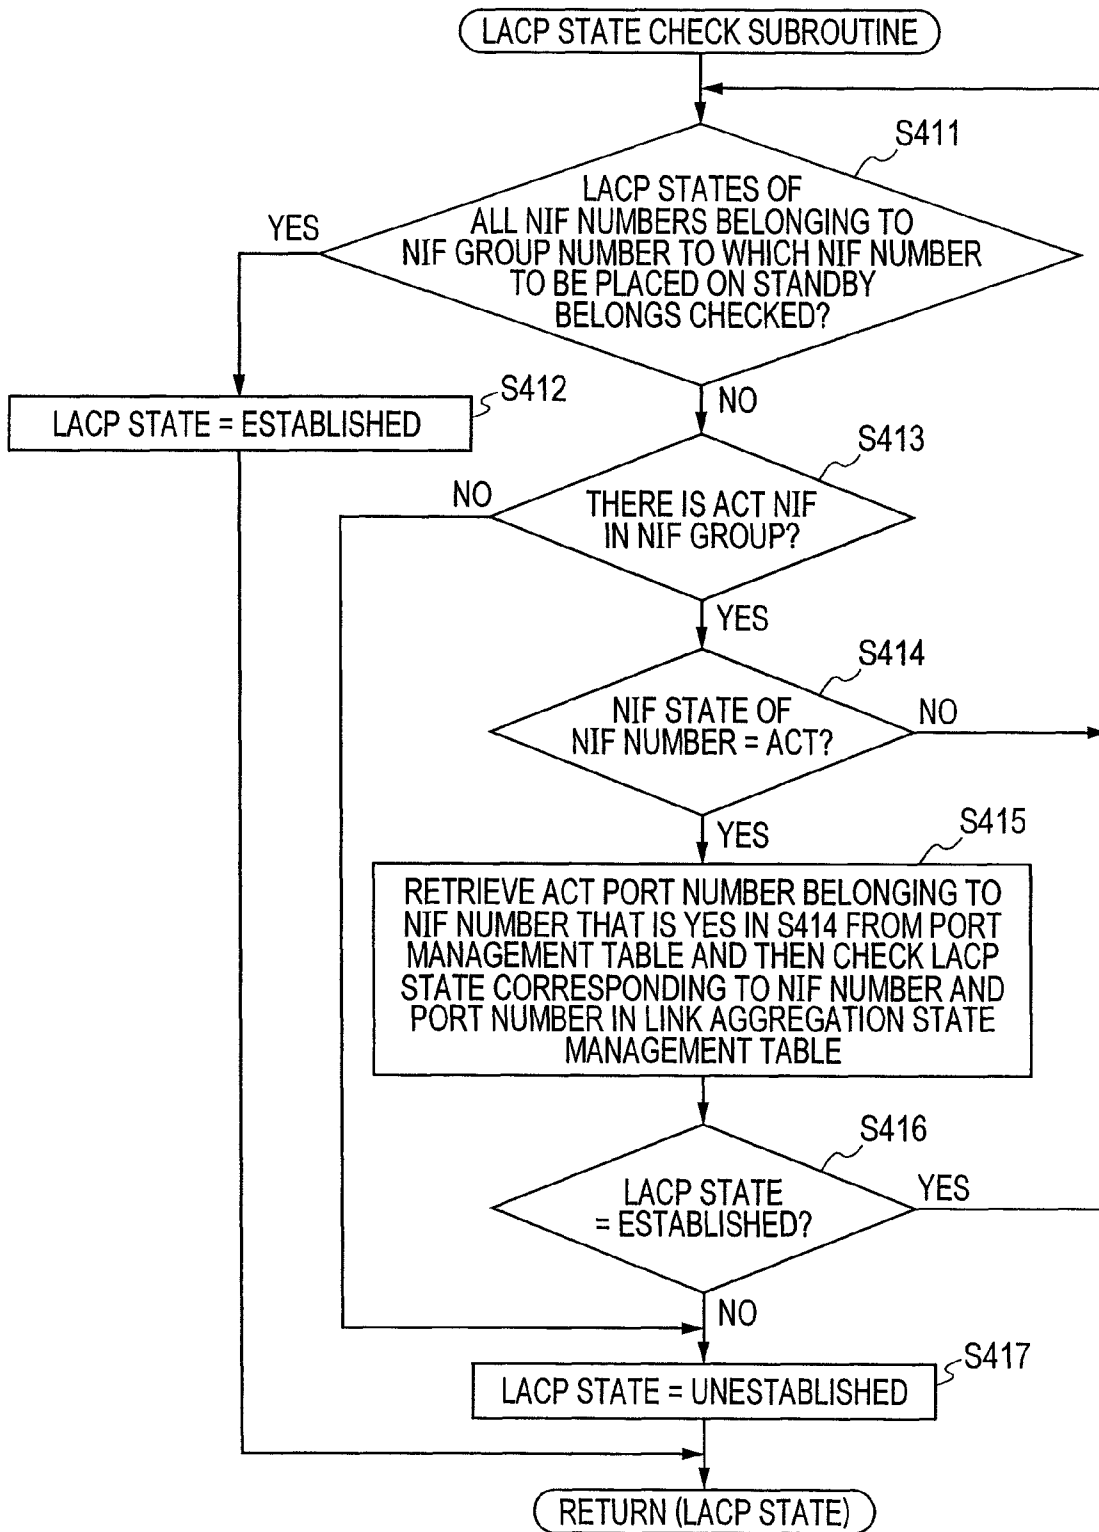 LACP STATE CHECK SUBROUTINE
S411
LACP STATES OF
ALL NIF NUMBERS BELONGING TO
NIF GROUP NUMBER TO WHICH NIF NUMBER
TO BE PLACED ON STANDBY
BELONGS CHECKED?
YES
NO
S412
LACP STATE = ESTABLISHED
S413
THERE IS ACT NIF
IN NIF GROUP?
NO
YES
S414
NIF STATE OF
NIF NUMBER = ACT?
NO
YES
S415
RETRIEVE ACT PORT NUMBER BELONGING TO
NIF NUMBER THAT IS YES IN S414 FROM PORT
MANAGEMENT TABLE AND THEN CHECK LACP
STATE CORRESPONDING TO NIF NUMBER AND
PORT NUMBER IN LINK AGGREGATION STATE
MANAGEMENT TABLE
S416
LACP STATE
= ESTABLISHED?
YES
NO
S417
LACP STATE = UNESTABLISHED
RETURN (LACP STATE)